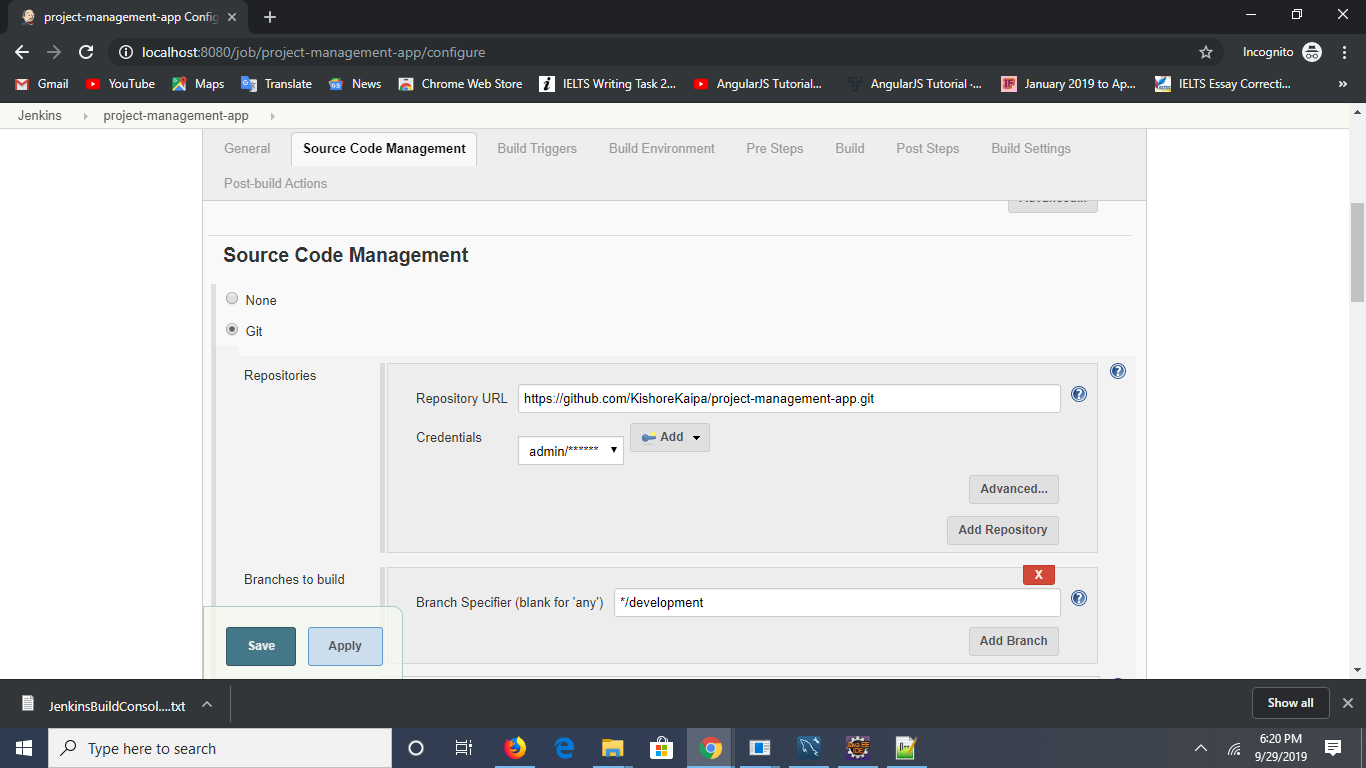 project-management-app Config
localhost:8080/job/project-management-app/configure
Incognito
Gmail YouTube Maps Translate News Chrome Web Store IELTS Writing Task 2... AngularJS Tutorial... AngularJS Tutorial -... January 2019 to Ap... IELTS Essay Correcti... »
Jenkins project-management-app
General Source Code Management Build Triggers Build Environment Pre Steps Build Post Steps Build Settings
Post-build Actions
Advanced...
Source Code Management
None
Git
Repositories
Repository URL https://github.com/KishoreKaipa/project-management-app.git
Credentials admin/****** Add
Advanced...
Add Repository
Branches to build
X
Branch Specifier (blank for 'any') */development
Add Branch
Save Apply
JenkinsBuildConsol....txt
Show all
Type here to search
6:20 PM
9/29/2019